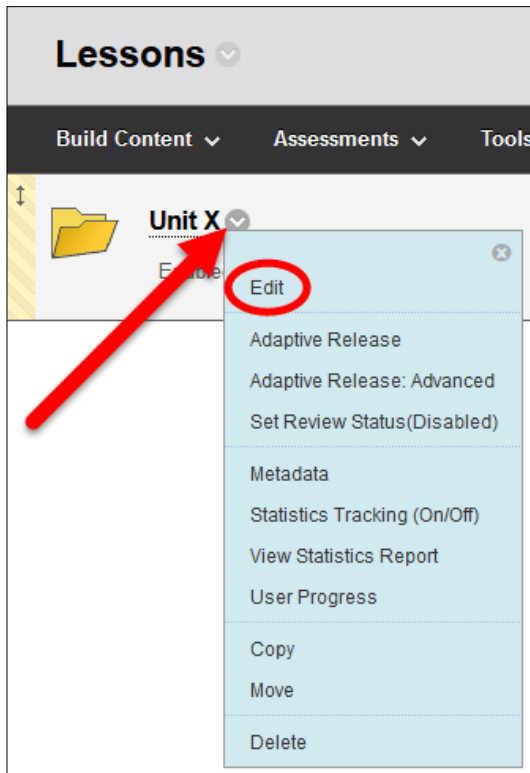 Lessons
Build Content Assessments Tools
Unit X
Enable
Edit
Adaptive Release
Adaptive Release: Advanced
Set Review Status(Disabled)
Metadata
Statistics Tracking (On/Off)
View Statistics Report
User Progress
Copy
Move
Delete